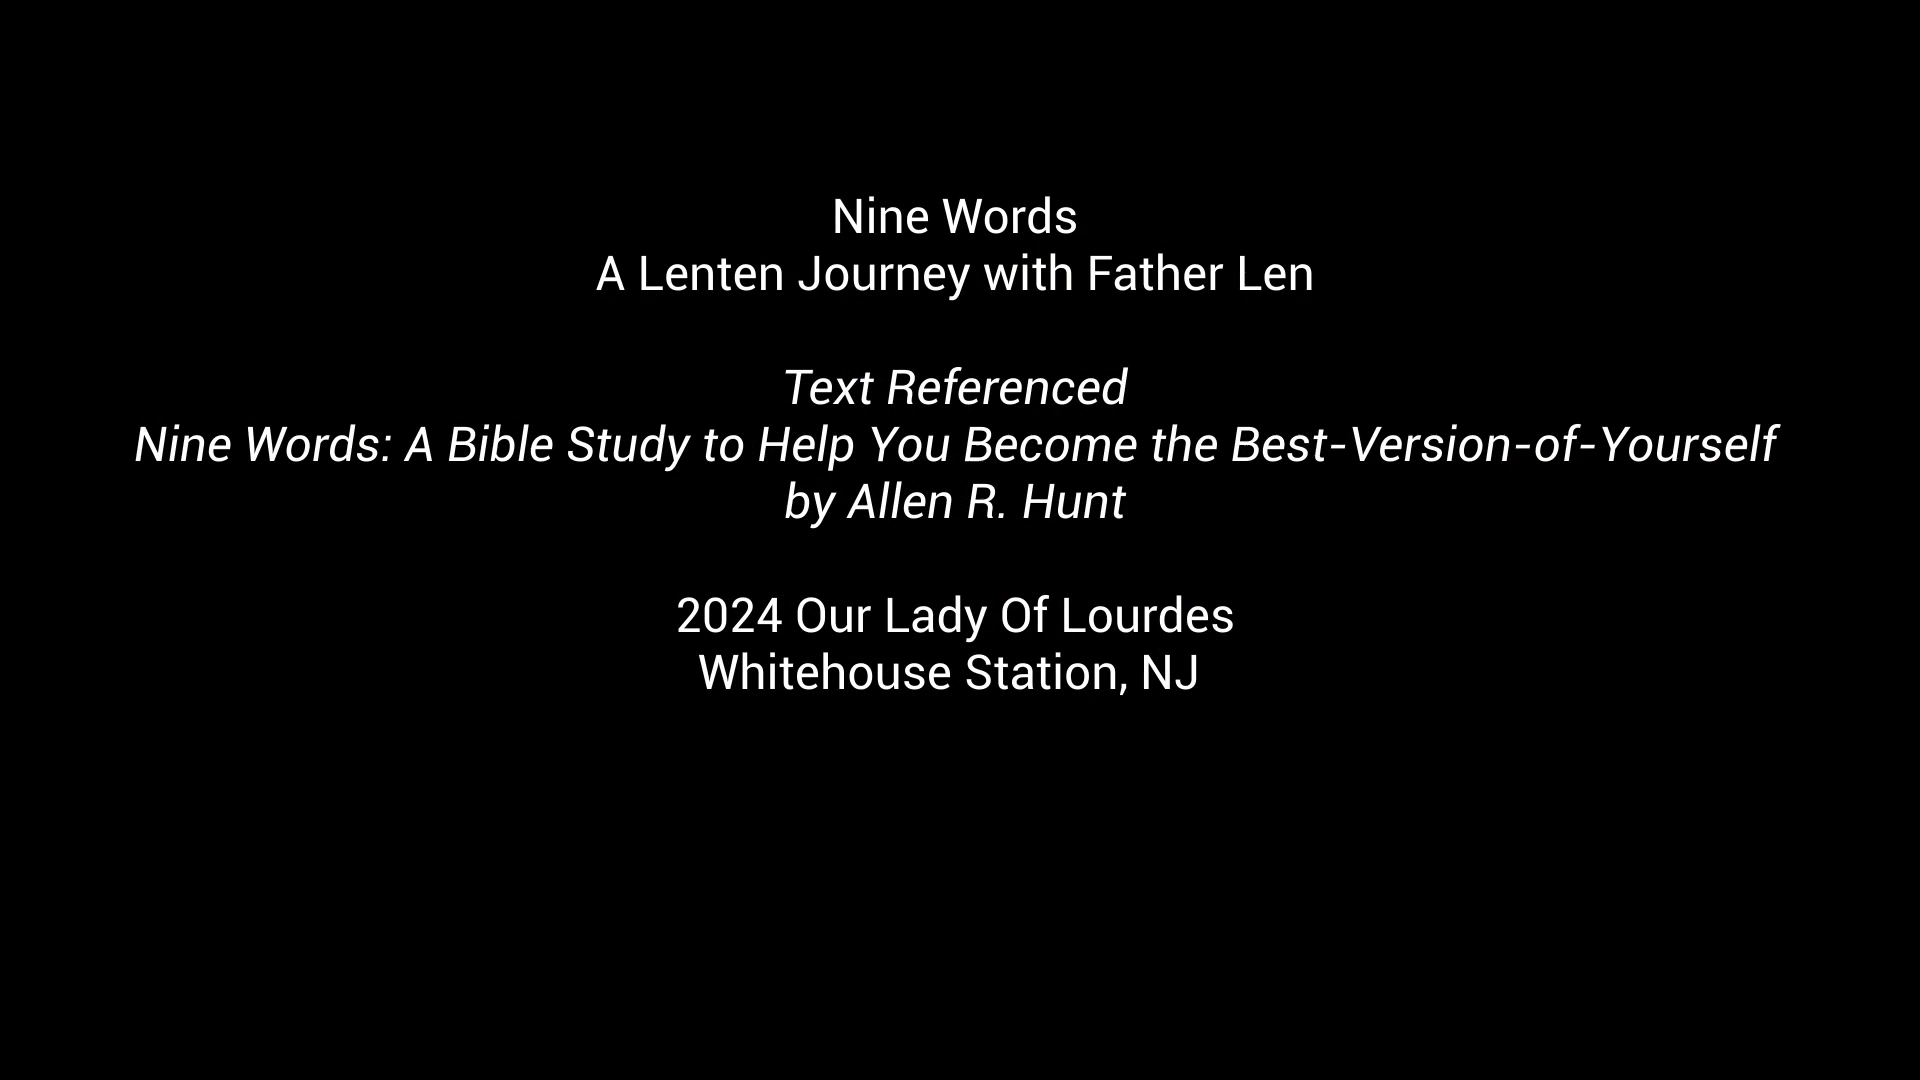 Nine Words
A Lenten Journey with Father Len
Text Referenced
Nine Words: A Bible Study to Help You Become the Best-Version-of-Yourself
by Allen R. Hunt
2024 Our Lady Of Lourdes
Whitehouse Station, NJ